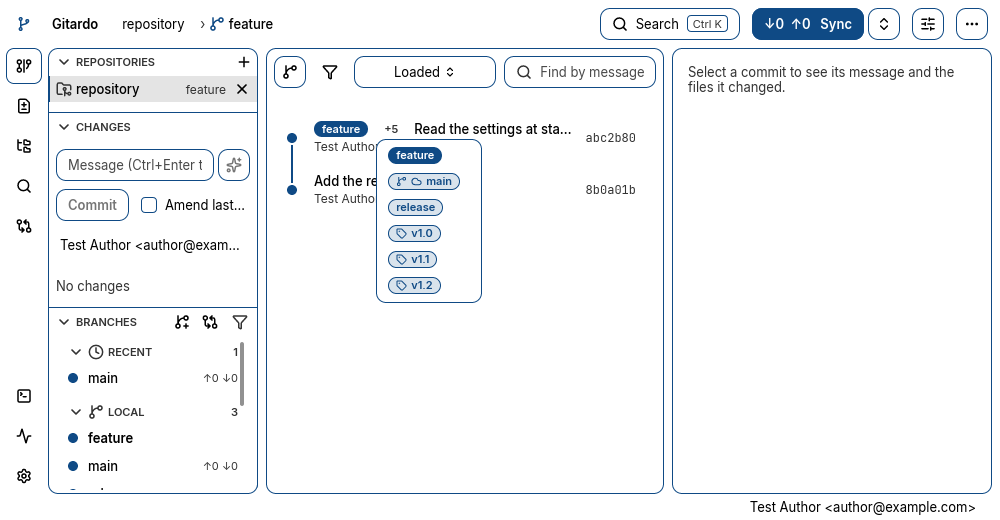 Gitardo repository › feature Search Ctrl K ↓0 ↑0 Sync
REPOSITORIES
repository feature
CHANGES
Message (Ctrl+Enter t
Commit Amend last...
Test Author <author@exam...
No changes
BRANCHES
RECENT 1
main ↑0 ↓0
LOCAL 3
feature
main ↑0 ↓0
Loaded Find by message
feature +5 Read the settings at sta... abc2b80
Test Autho
Add the re 8b0a01b
Test Autho
feature
main
release
v1.0
v1.1
v1.2
Select a commit to see its message and the
files it changed.
Test Author <author@example.com>